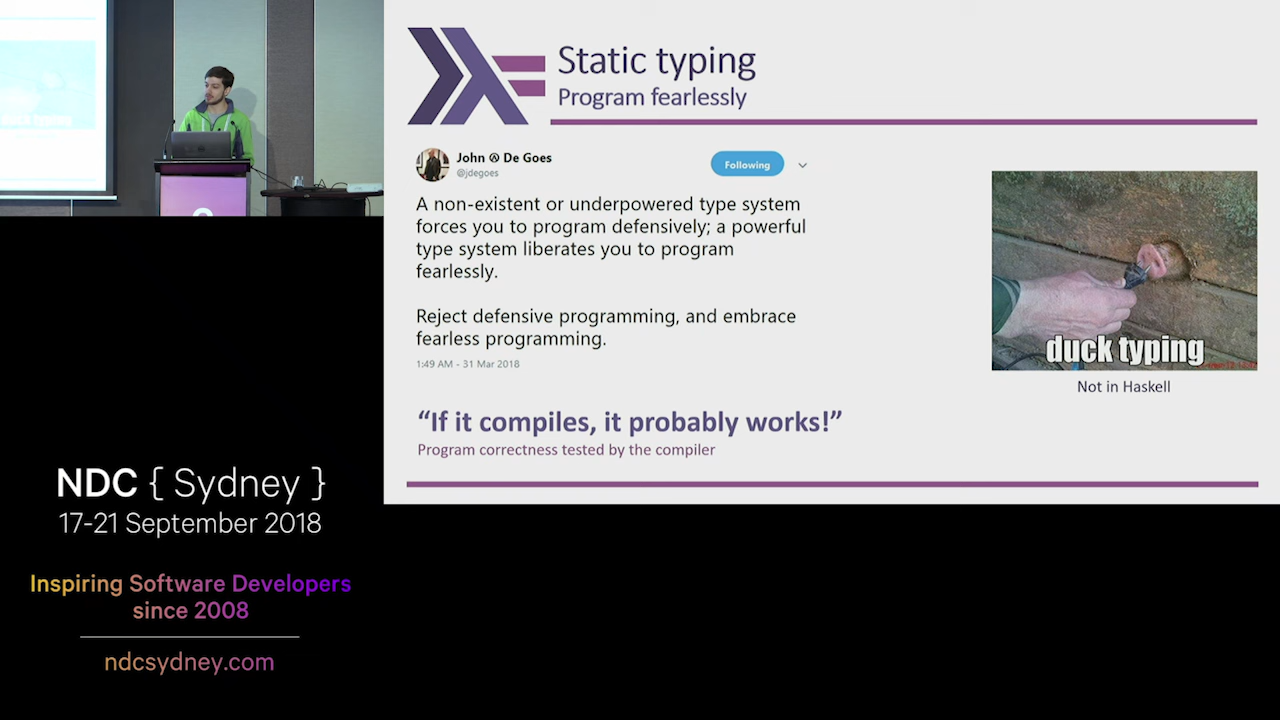 Static typing
Program fearlessly
John De Goes
@jdegoes
Following
A non-existent or underpowered type system
forces you to program defensively; a powerful
type system liberates you to program
fearlessly.
Reject defensive programming, and embrace
fearless programming.
1:49 AM - 31 Mar 2018
duck typing
Not in Haskell
“If it compiles, it probably works!”
Program correctness tested by the compiler
NDC { Sydney }
17-21 September 2018
Inspiring Software Developers
since 2008
ndcsydney.com